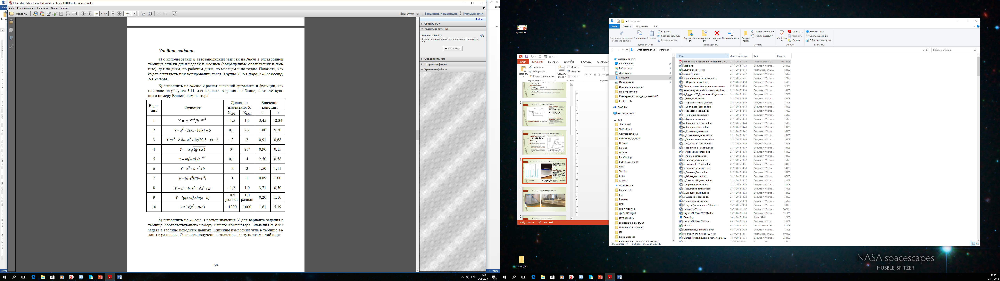 Informatika_Laboratorniy_Praktikum_Groshev.pdf (ЗАЩИТА) - Adobe Reader
Файл Редактирование Просмотр Окно Справка
Открыть
69 / 149
100%
Инструменты
Заполнить и подписать
Комментарии
Войти
Создать PDF
Редактировать PDF
Adobe Acrobat Pro
Легко редактируйте текст и изображения в документах
PDF
Начать сейчас
Объединить PDF
Отправить файлы
Хранение файлов
Учебное задание
а) с использованием автозаполнения занести на Лист 1 электронной
таблицы списки дней недели и месяцев (сокращенные обозначения и пол-
ные), дат по дням, по рабочим дням, по месяцам и по годам. Показать, как
будет выглядеть при копировании текст: Группа 1, 1-я пара, 1-й семестр,
1-я неделя.
б) выполнить на Листе 2 расчет значений аргумента и функции, как
показано на рисунке 5.11, для варианта задания в таблице, соответствую-
щего номеру Вашего компьютера:
Вари-
ант
Функция
Диапазон
изменения X
Значение
констант
Xнач.
Xкон.
a
b
1 Y = a^{-bx^2}/b^{-ax^2} –1,5 1,5 3,45 12,34
2 Y = x^3 - 2a•x - lg(x) + b 0,1 2,2 1,80 5,20
3 Y =x^3 - 2,4•a•x^2 + lg(20,3 – x) - b –2 2 0,91 0,68
4 Y = a√tg(bx) 0° 85° 0,90 0,15
5 Y = ln(x•a) /e^{x+b} 0,1 4 2,50 0,58
6 Y = x^3 + a•x^2 +b –3 3 1,50 1,11
7 y = (a•e^x)/(b•e^{–x}) –1 1 0,89 1,00
8 Y = x^5 + b · x^2 + √x^2 + a –1,2 1,0 3,71 0,50
9 Y = tg(x+a)•sin(x – b) –0,5 радиан 1,0 радиан 0,20 1,10
10 Y = lg(x^2 + a•b) –1000 1000 1,61 5,39
в) выполнить на Листе 3 расчет значения Y для варианта задания в
таблице, соответствующего номеру Вашего компьютера. Значения a, b и c
задать в таблице исходных данных. Единицы измерения угла в таблице за-
даны в радианах. Сравнить полученное значение с результатом в таблице:
68
100%
РУС
11:46
24.11.2016
Урманцев...
Logos_test
ФАЙЛ ГЛАВНАЯ ВСТАВКА ДИЗАЙН ПЕРЕХОДЫ АНИМАЦИ
Вставить
Вырезать
Копировать
Формат по образцу
Буфер обмена
Создать
слайд
Макет
Сбросить
Раздел
Слайды
Шрифт
5
6
7
8
Проведение эксперимента
9
СЛАЙД 7 ИЗ 22
РУССКИЙ
Загрузки
Файл Главная Поделиться Вид
Закрепить на панели
быстрого доступа
Копировать
Вставить
Вырезать
Скопировать путь
Вставить ярлык
Буфер обмена
Переместить
в
Копировать
в
Удалить
Переименовать
Упорядочить
Создать
папку
Создать элемент
Простой доступ
Создать
Свойства
Открыть
Изменить
Журнал
Открыть
Выделить все
Снять выделение
Обратить выделение
Выделить
Этот компьютер
Загрузки
Поиск: Загрузки
Быстрый доступ
Рабочий стол
Библиотеки
Документы
Загрузки
Изображения
История направления
ИТ в управлении
Конференция молодых ученых 2016
РП ФГОС 3+
OneDrive
Этот компьютер
(G:)
.Trash-1000
18.05.2016_1
Convect_рабочая
djvureader_2_0_0_26
ELGamal
Kinetic0
MathGL
PathFinding
PuTTY-0.63-RU-15
task2
Tecplot
truba
Анкеты
Аспирантура
Баллы ППС
ВКР
Выч.мат
ГИС
Грант Моргуна
ДИССЕРТАЦИЯ
ИММОД 2015
Инновационный отдел
История направления
ИТ
Командировка
Имя Дата изменения Тип Размер
Informatika_Laboratorniy_Praktikum_Gro... 24.11.2016 11:36 Adobe Acrobat D... 9 834 КБ
Excel.doc 23.11.2016 11:28 Документ Micros... 284 КБ
Zayavki_svod (1).xlsx 21.11.2016 15:46 Лист Microsoft Ex... 84 КБ
заявка (1).docx 21.11.2016 15:37 Документ Micros... 15 КБ
5_Белоцерковцева_заявка.docx 21.11.2016 15:31 Документ Micros... 17 КБ
1_Юсупова_заявка.docx 21.11.2016 14:58 Документ Micros... 16 КБ
Павлов_заявка Конференция м олодых... 21.11.2016 14:55 Документ Micros... 31 КБ
Заявка на участие Марциновкий, Федо... 21.11.2016 14:53 Документ Micros... 14 КБ
6_Бурдыко ТГ_Бушмелева КИ_заявка.d... 21.11.2016 14:51 Документ Micros... 17 КБ
4_Ялов_заявка.docx 21.11.2016 14:50 Документ Micros... 16 КБ
4_Тарасова_заявка (1).docx 21.11.2016 14:49 Документ Micros... 17 КБ
4_Снигирева _Заявка.docx 21.11.2016 14:48 Документ Micros... 13 КБ
4_Тарасова_заявка.docx 21.11.2016 14:46 Документ Micros... 17 КБ
4_Панченко_заявка.doc 21.11.2016 14:45 Документ Micros... 35 КБ
4_Кураков_заявка.docx 21.11.2016 14:44 Документ Micros... 16 КБ
4_Кривошеева_заявка.docx 21.11.2016 14:44 Документ Micros... 16 КБ
4_Кокорина_заявка.docx 21.11.2016 14:43 Документ Micros... 13 КБ
4_Колеватов_заявка.doc 21.11.2016 14:42 Документ Micros... 36 КБ
4_Кожевников_заявка.docx 21.11.2016 14:41 Документ Micros... 16 КБ
4_Дорошкевич - заявка.docx 21.11.2016 14:40 Документ Micros... 15 КБ
4_Водениктов_заявка.docx 21.11.2016 14:39 Документ Micros... 14 КБ
4_Вершинина _ заявка.docx 21.11.2016 14:39 Документ Micros... 16 КБ
4_Афанаскин_заявка.doc 21.11.2016 14:36 Документ Micros... 35 КБ
4_Аронов_заявка.docx 21.11.2016 14:35 Документ Micros... 18 КБ
3_Сиднев_заявка.docx 21.11.2016 14:32 Документ Micros... 16 КБ
3_СеменовКГ_Заявка.doc 21.11.2016 14:31 Документ Micros... 34 КБ
3_Сальников_заявка.docx 21.11.2016 14:30 Документ Micros... 14 КБ
3_Огнянов_Заявка.docx 21.11.2016 14:29 Документ Micros... 16 КБ
3_Зайцев_заявка.docx 21.11.2016 14:28 Документ Micros... 67 КБ
3_Глебова И.Г._заявка.docx 21.11.2016 14:27 Документ Micros... 23 КБ
3_Борисов_заявка.docx 21.11.2016 14:26 Документ Micros... 17 КБ
3_Башмаков_заявка.docx 21.11.2016 14:25 Документ Micros... 17 КБ
2_Девицын_заявка.docx 21.11.2016 14:24 Документ Micros... 14 КБ
2_Быковских_заявка.doc 21.11.2016 14:22 Документ Micros... 34 КБ
2_Баранова_заявка.docx 21.11.2016 14:19 Документ Micros... 15 КБ
21наука_Долгополова Д.А..docx 16.11.2016 20:18 Документ Micros... 30 КБ
1 политех (1).doc 16.11.2016 11:52 Документ Micros... 142 КБ
2 курс УП, Мен, ГМУ (1).doc 15.11.2016 11:20 Документ Micros... 121 КБ
Сетка.jpg 10.11.2016 15:59 Файл "JPG" 22 КБ
2 курс УП, Мен, ГМУ.doc 09.11.2016 11:49 Документ Micros... 128 КБ
zdr2-1.xls 08.11.2016 20:12 Лист Microsoft Ex... 41 КБ
Oformlennaya_literatura.docx 08.11.2016 19:39 Документ Micros... 13 КБ
Форма отчета по НИР 2016.xls 24.10.2016 14:51 Лист Microsoft Ex... 1 000 КБ
Метод[1].указ. Полож. о магист. диссе... 18.10.2016 15:35 Документ Micros... 338 КБ
Элементов: 417 Выбран 1 элемент: 9,60 МБ
NASA spacescapes
HUBBLE, SPITZER
11:46
24.11.2016